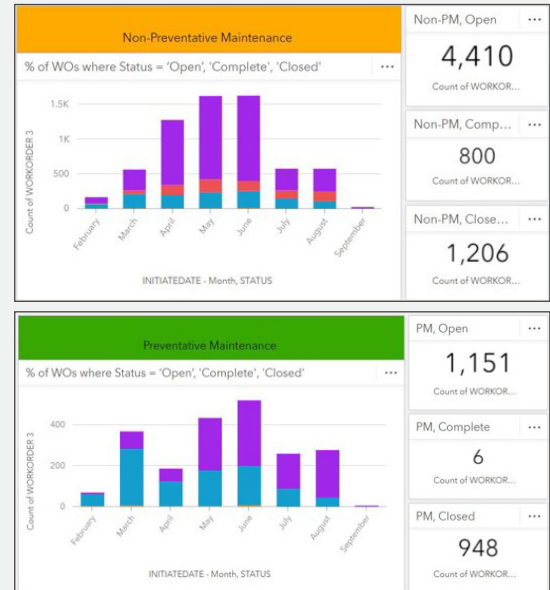 Non-Preventative Maintenance
% of WOs where Status = 'Open', 'Complete', 'Closed'
...
Count of WORKORDER 3
1.5K
1K
500
0
February
March
April
May
June
July
August
September
INITIATEDATE - Month, STATUS
Non-PM, Open
...
4,410
Count of WORKOR...
Non-PM, Comp...
...
800
Count of WORKOR...
Non-PM, Close...
...
1,206
Count of WORKOR...
Preventative Maintenance
% of WOs where Status = 'Open', 'Complete', 'Closed'
...
Count of WORKORDER 3
400
200
0
February
March
April
May
June
July
August
September
INITIATEDATE - Month, STATUS
PM, Open
...
1,151
Count of WORKOR...
PM, Complete
...
6
Count of WORKOR...
PM, Closed
...
948
Count of WORKOR...